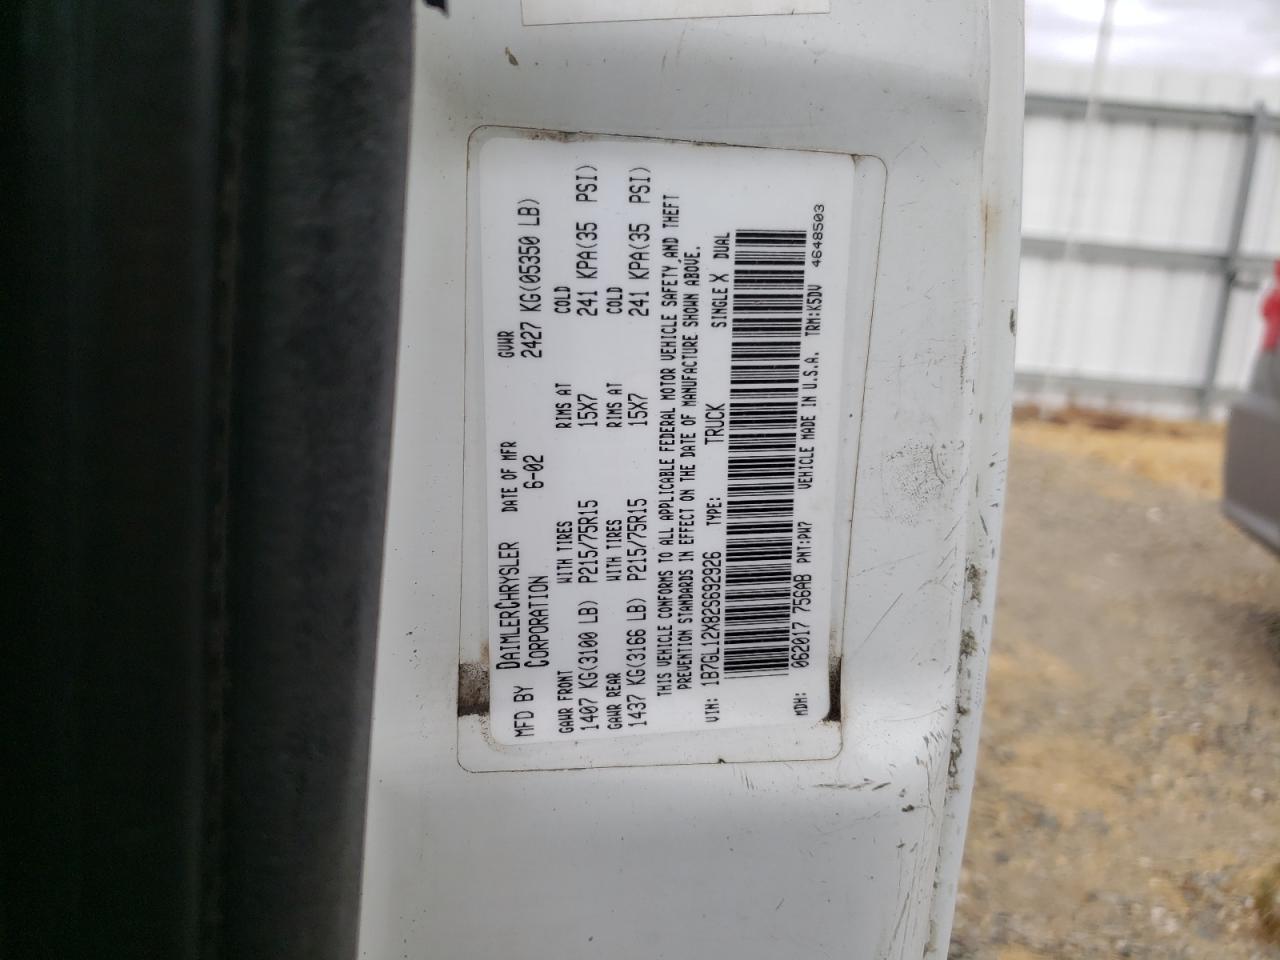 MFD BY DAIMLERCHRYSLER CORPORATION DATE OF MFR 6-02 GVWR 2427 KG(05350 LB)
GAWR FRONT WITH TIRES RIMS AT COLD
1407 KG(3100 LB) P215/75R15 15X7 241 KPA(35 PSI)
GAWR REAR WITH TIRES RIMS AT COLD
1437 KG(3166 LB) P215/75R15 15X7 241 KPA(35 PSI)
THIS VEHICLE CONFORMS TO ALL APPLICABLE FEDERAL MOTOR VEHICLE SAFETY AND THEFT
PREVENTION STANDARDS IN EFFECT ON THE DATE OF MANUFACTURE SHOWN ABOVE.
VIN: 1B7GL12X82S692926 TYPE: TRUCK SINGLE X DUAL
MDH: 062017 756AB PNT:PW7 VEHICLE MADE IN U.S.A. TRM:K5DV 4648503